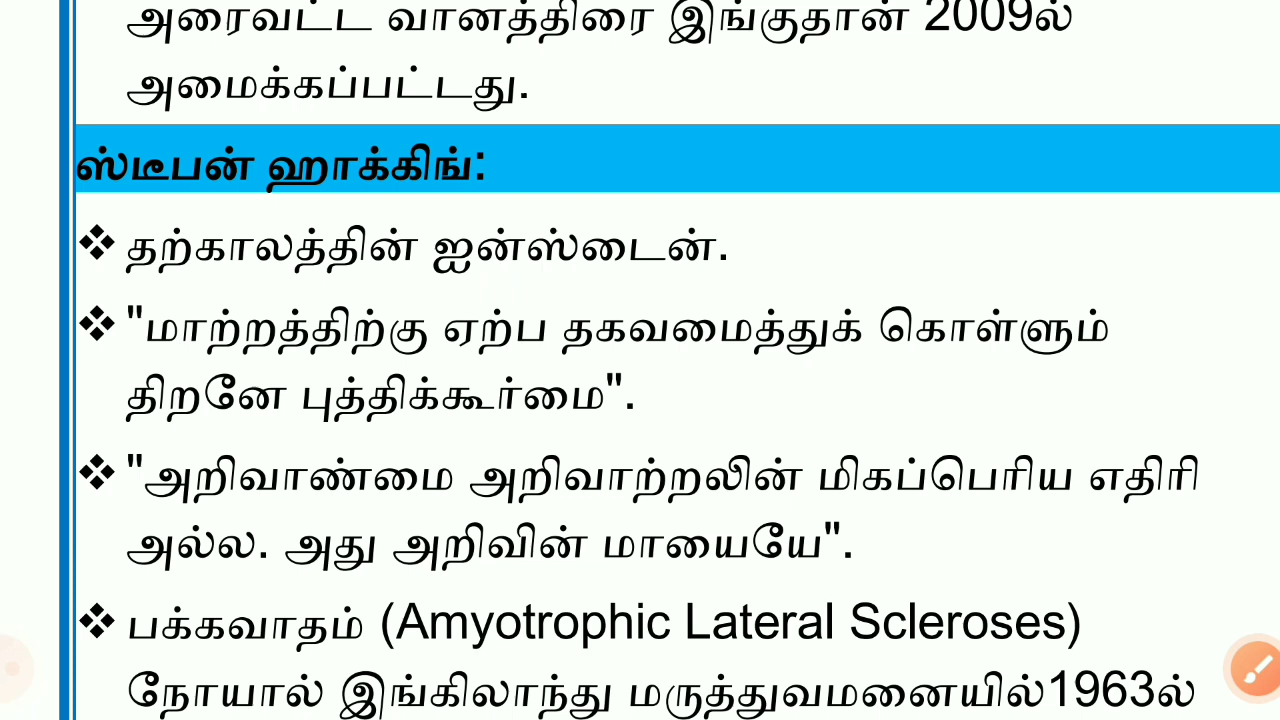 அரைவட்ட வானத்திரை இங்குதான் 2009ல்
அமைக்கப்பட்டது.
ஸ்டீபன் ஹாக்கிங்:
❖ தற்காலத்தின் ஐன்ஸ்டைன்.
❖ "மாற்றத்திற்கு ஏற்ப தகவமைத்துக் கொள்ளும்
திறனே புத்திக்கூர்மை".
❖ "அறிவாண்மை அறிவாற்றலின் மிகப்பெரிய எதிரி
அல்ல. அது அறிவின் மாயையே".
❖ பக்கவாதம் (Amyotrophic Lateral Scleroses)
நோயால் இங்கிலாந்து மருத்துவமனையில்1963ல்